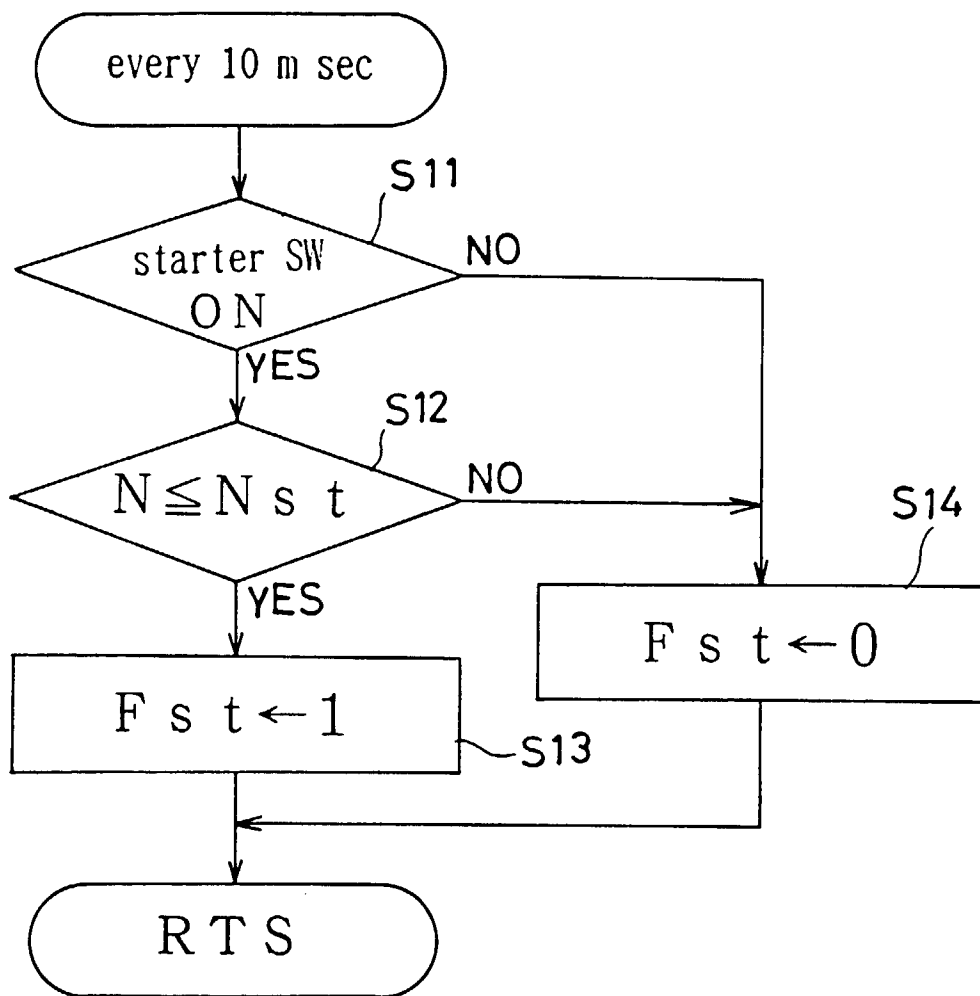 every 10 m sec
S11
starter SW
ON
NO
YES
S12
N≦Nst
NO
YES
S14
Fst←0
Fst←1
S13
RTS